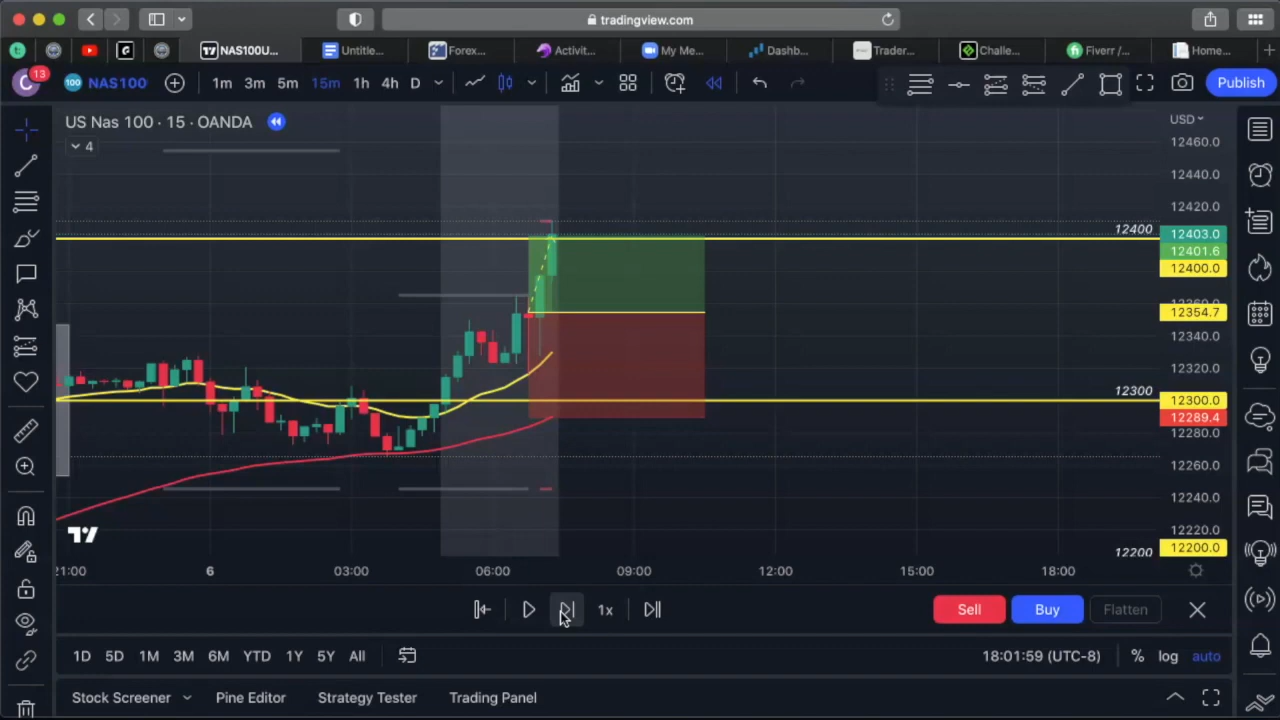 tradingview.com
NAS100U...
Untitle...
Forex...
Activit...
My Me...
Dashb...
Trader...
Challe...
Fiverr /...
Home...
C 13
100 NAS100
1m 3m 5m 15m 1h 4h D
Publish
US Nas 100 · 15 · OANDA
4
USD
12460.0
12440.0
12420.0
12400
12403.0
12401.6
12400.0
12360.0
12354.7
12340.0
12320.0
12300
12300.0
12289.4
12280.0
12260.0
12240.0
12220.0
12200
12200.0
21:00 6 03:00 06:00 09:00 12:00 15:00 18:00
1x
Sell Buy Flatten
1D 5D 1M 3M 6M YTD 1Y 5Y All
18:01:59 (UTC-8) % log auto
Stock Screener Pine Editor Strategy Tester Trading Panel